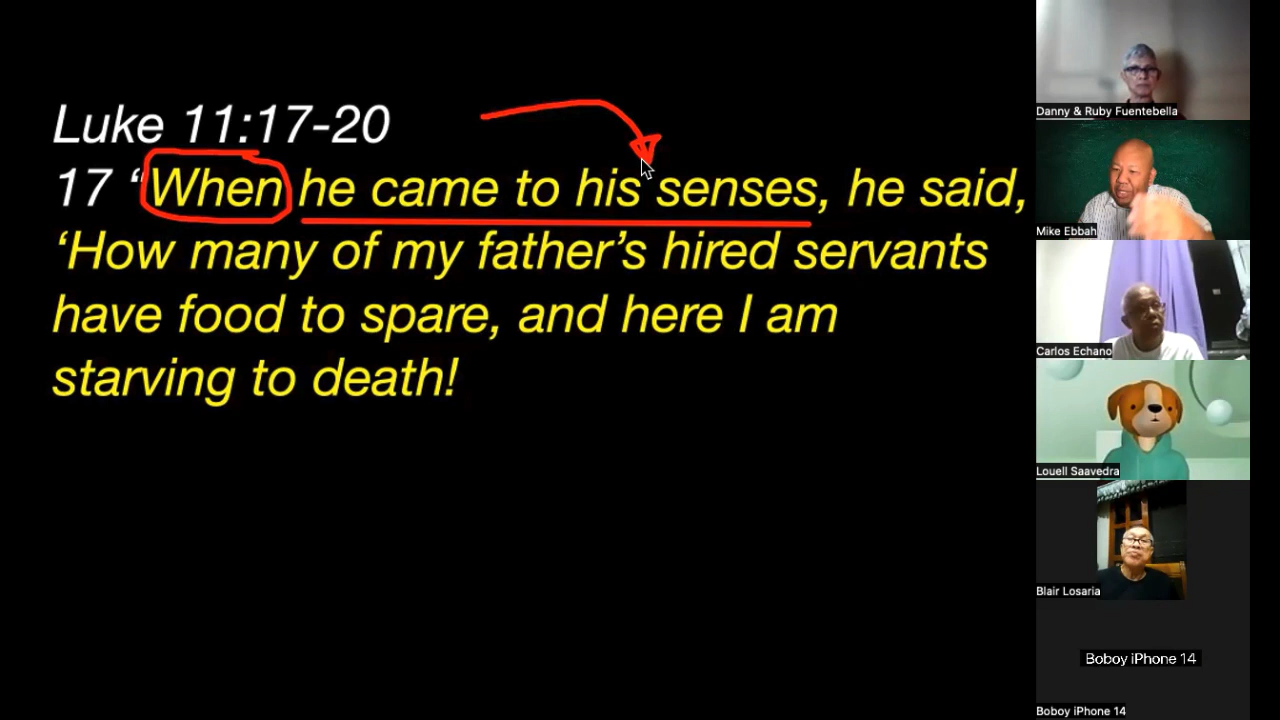 Luke 11:17-20
17 “When he came to his senses, he said,
‘How many of my father’s hired servants
have food to spare, and here I am
starving to death!
Danny & Ruby Fuentebella
Mike Ebbah
Carlos Echano
Louell Saavedra
Blair Losaria
Boboy iPhone 14
Boboy iPhone 14